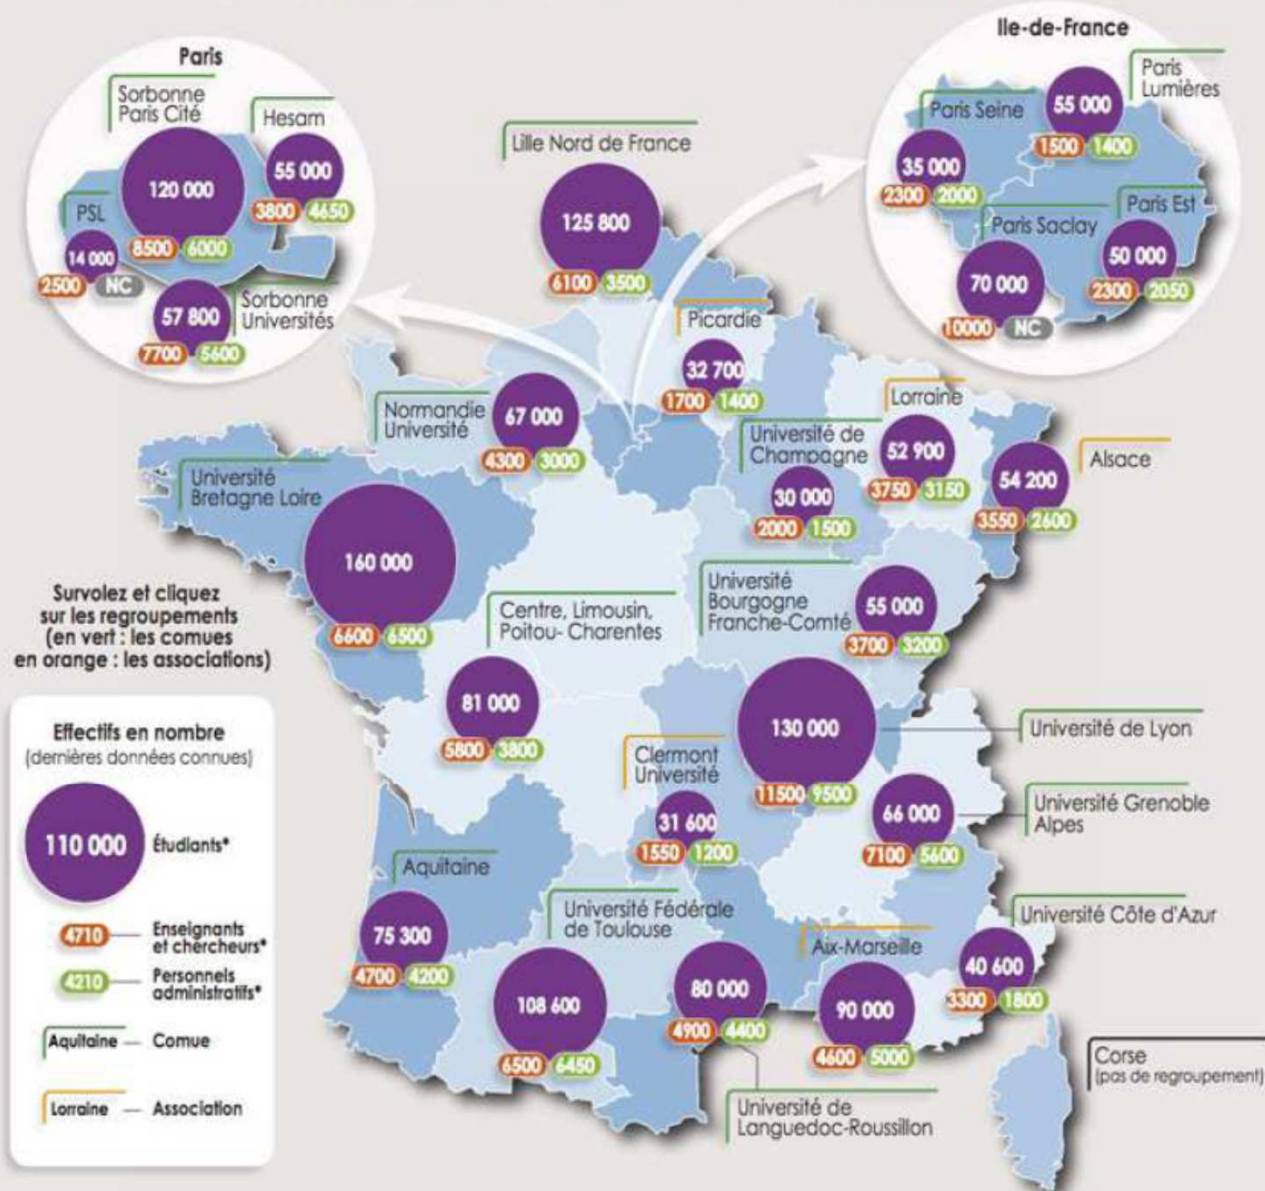 Paris
Sorbonne
Paris Cité
120 000
8500 6000
Hesam
55 000
3800 4650
PSL
14 000
2500 NC
Sorbonne
Universités
57 800
7700 5600
Ile-de-France
Paris
Lumières
55 000
1500 1400
Paris Seine
35 000
2300 2000
Paris Saclay
70 000
10000 NC
Paris Est
50 000
2300 2050
Lille Nord de France
125 800
6100 3500
Picardie
32 700
1700 1400
Normandie
Université
67 000
4300 3000
Université de
Champagne
30 000
2000 1500
Lorraine
52 900
3750 3150
Alsace
54 200
3550 2600
Université
Bretagne Loire
160 000
6600 6500
Centre, Limousin,
Poitou- Charentes
81 000
5800 3800
Université
Bourgogne
Franche-Comté
55 000
3700 3200
130 000
11500 9500
Université de Lyon
Clermont
Université
31 600
1550 1200
66 000
7100 5600
Université Grenoble
Alpes
Aquitaine
75 300
4700 4200
Université Fédérale
de Toulouse
108 600
6500 6450
80 000
4900 4400
Université de
Languedoc-Roussillon
Aix-Marseille
90 000
4600 5000
Université Côte d'Azur
40 600
3300 1800
Corse
(pas de regroupement)
Survolez et cliquez
sur les regroupements
(en vert : les comues
en orange : les associations)
Effectifs en nombre
(dernières données connues)
110 000 Étudiants*
4710 Enseignants
et chercheurs*
4210 Personnels
administratifs*
Aquitaine — Comue
Lorraine — Association